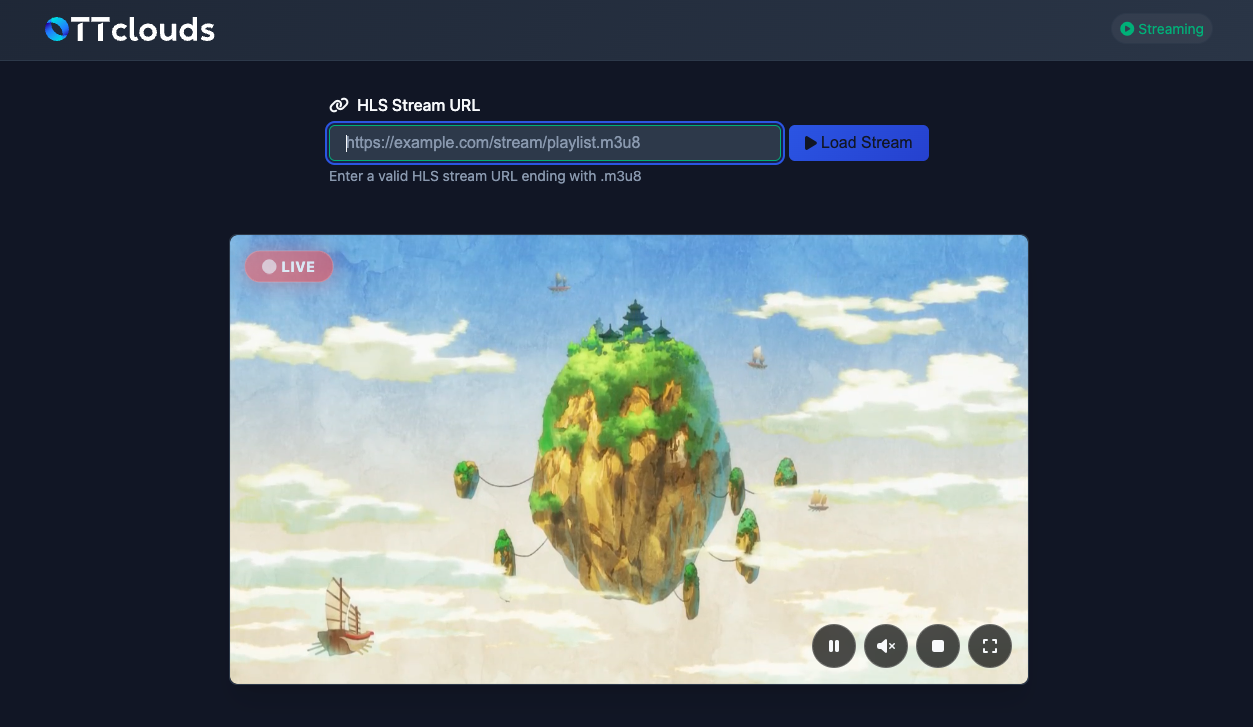 OTTclouds
Streaming
HLS Stream URL
https://example.com/stream/playlist.m3u8
Load Stream
Enter a valid HLS stream URL ending with .m3u8
LIVE